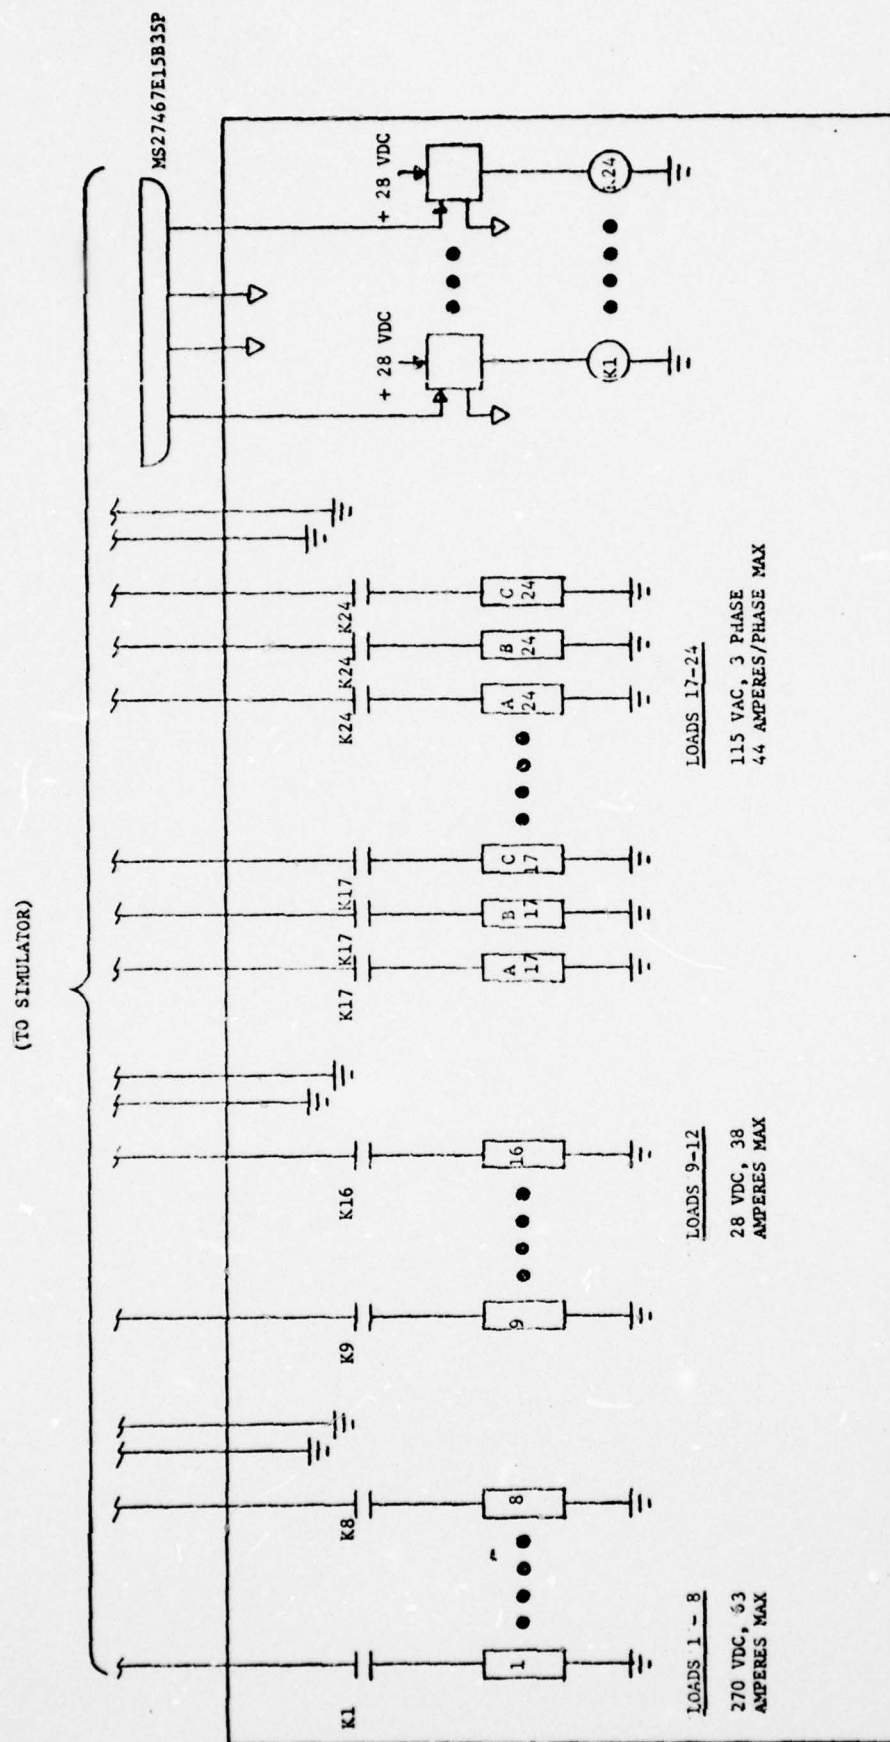 (TO SIMULATOR)
MS27467E15B35P
K1
K8
K9
K16
K17
K17
K17
K24
K24
K24
+ 28 VDC
+ 28 VDC
1
8
9
16
A
17
B
17
C
17
A
24
B
24
C
24
K1
LOADS 1 - 8
270 VDC, 63
AMPERES MAX
LOADS 9-12
28 VDC, 38
AMPERES MAX
LOADS 17-24
115 VAC, 3 PHASE
44 AMPERES/PHASE MAX